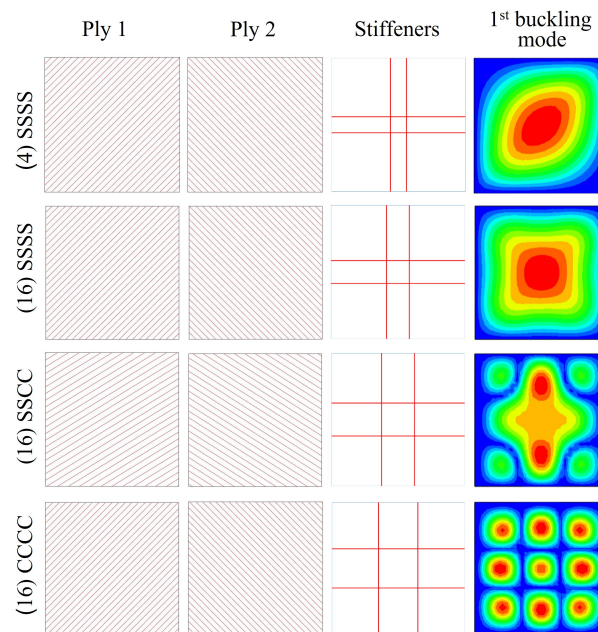 Ply 1 Ply 2 Stiffeners 1st buckling
mode
(4) SSSS
(16) SSSS
(16) SSCC
(16) CCCC